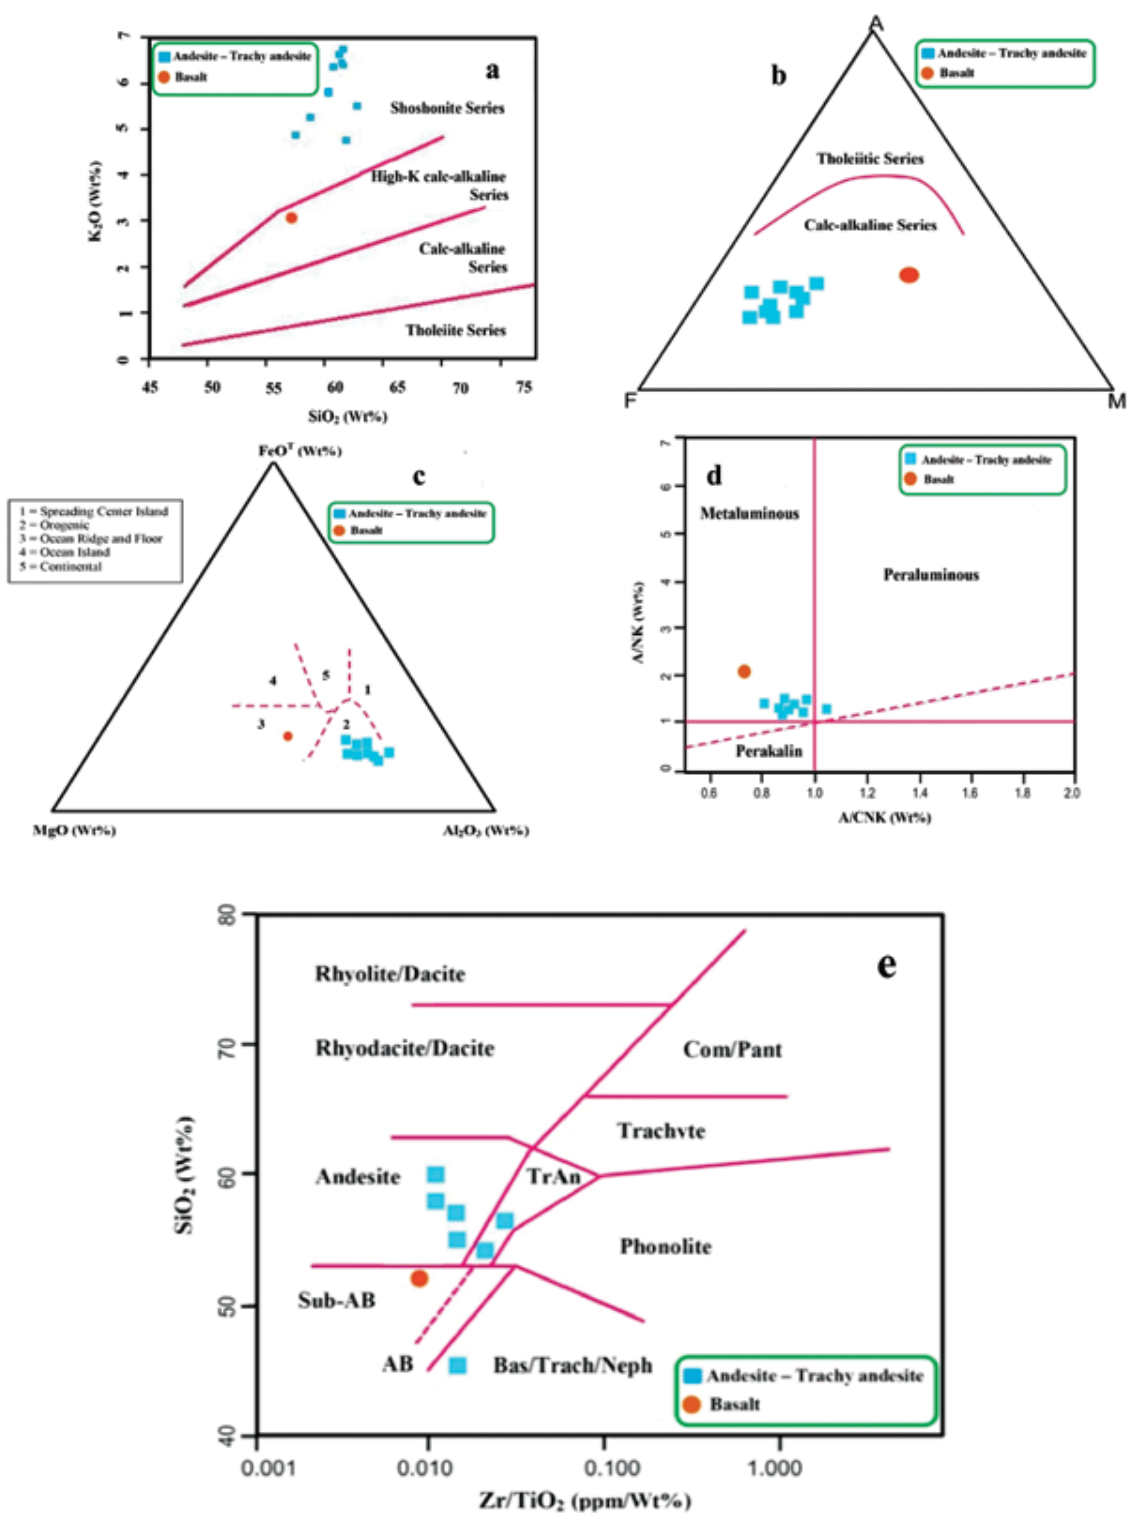 a
Andesite – Trachy andesite
Basalt
Shoshonite Series
High-K calc-alkaline
Series
Calc-alkaline
Series
Tholeiite Series
K₂O (Wt%)
7
6
5
4
3
2
1
0
45 50 55 60 65 70 75
SiO₂ (Wt%)
b
A
Andesite – Trachy andesite
Basalt
Tholeiitic Series
Calc-alkaline Series
F
M
FeOᵀ (Wt%)
c
1 = Spreading Center Island
2 = Orogenic
3 = Ocean Ridge and Floor
4 = Ocean Island
5 = Continental
Andesite – Trachy andesite
Basalt
4
5
1
3
2
MgO (Wt%)
Al₂O₃ (Wt%)
d
Andesite – Trachy andesite
Basalt
Metaluminous
Peraluminous
Perakalin
A/NK (Wt%)
7
6
5
4
3
2
1
0
0.6 0.8 1.0 1.2 1.4 1.6 1.8 2.0
A/CNK (Wt%)
e
Rhyolite/Dacite
Rhyodacite/Dacite
Com/Pant
Trachvte
Andesite
TrAn
Phonolite
Sub-AB
AB
Bas/Trach/Neph
Andesite – Trachy andesite
Basalt
SiO₂ (Wt%)
80
70
60
50
40
0.001 0.010 0.100 1.000
Zr/TiO₂ (ppm/Wt%)